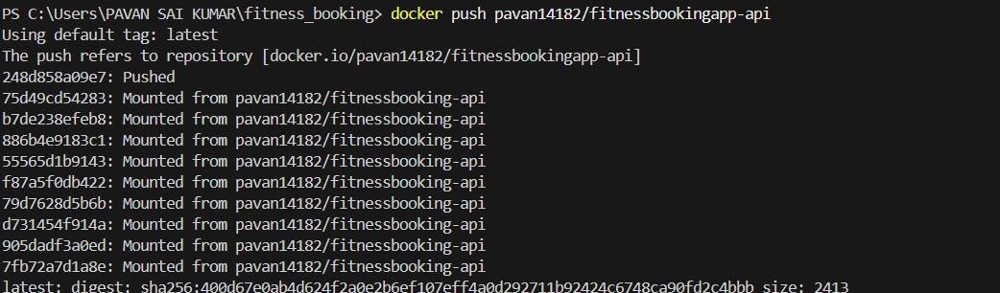 PS C:\Users\PAVAN SAI KUMAR\fitness_booking> docker push pavan14182/fitnessbookingapp-api
Using default tag: latest
The push refers to repository [docker.io/pavan14182/fitnessbookingapp-api]
248d858a09e7: Pushed
75d49cd54283: Mounted from pavan14182/fitnessbooking-api
b7de238efeb8: Mounted from pavan14182/fitnessbooking-api
886b4e9183c1: Mounted from pavan14182/fitnessbooking-api
55565d1b9143: Mounted from pavan14182/fitnessbooking-api
f87a5f0db422: Mounted from pavan14182/fitnessbooking-api
79d7628d5b6b: Mounted from pavan14182/fitnessbooking-api
d731454f914a: Mounted from pavan14182/fitnessbooking-api
905dadf3a0ed: Mounted from pavan14182/fitnessbooking-api
7fb72a7d1a8e: Mounted from pavan14182/fitnessbooking-api
latest: digest: sha256:400d67e0ab4d624f2a0e2b6ef107eff4a0d292711b92424c6748ca90fd2c4bbb size: 2413